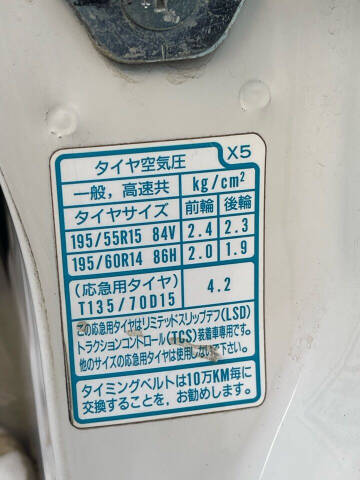 タイヤ空気圧 X5
一般，高速共 kg/cm²
タイヤサイズ 前輪 後輪
195/55R15 84V 2.4 2.3
195/60R14 86H 2.0 1.9
(応急用タイヤ)
T135/70D15 4.2
この応急用タイヤはリミテッドスリップデフ(LSD)
トラクションコントロール(TCS)装着車専用です。
他のサイズの応急用タイヤは使用しないで下さい。
タイミングベルトは10万KM毎に
交換することを，お勧めします。